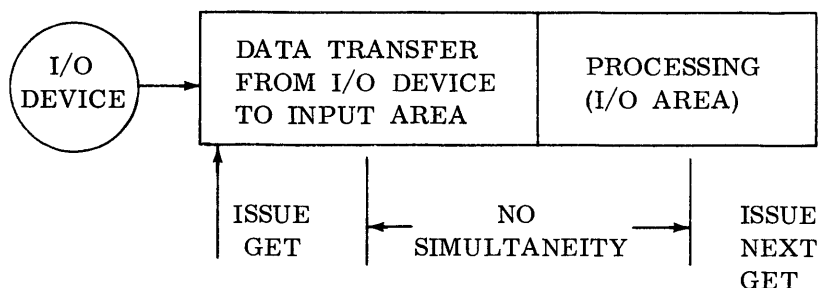 I/O
DEVICE
DATA TRANSFER
FROM I/O DEVICE
TO INPUT AREA
PROCESSING
(I/O AREA)
ISSUE
GET
NO
SIMULTANEITY
ISSUE
NEXT
GET